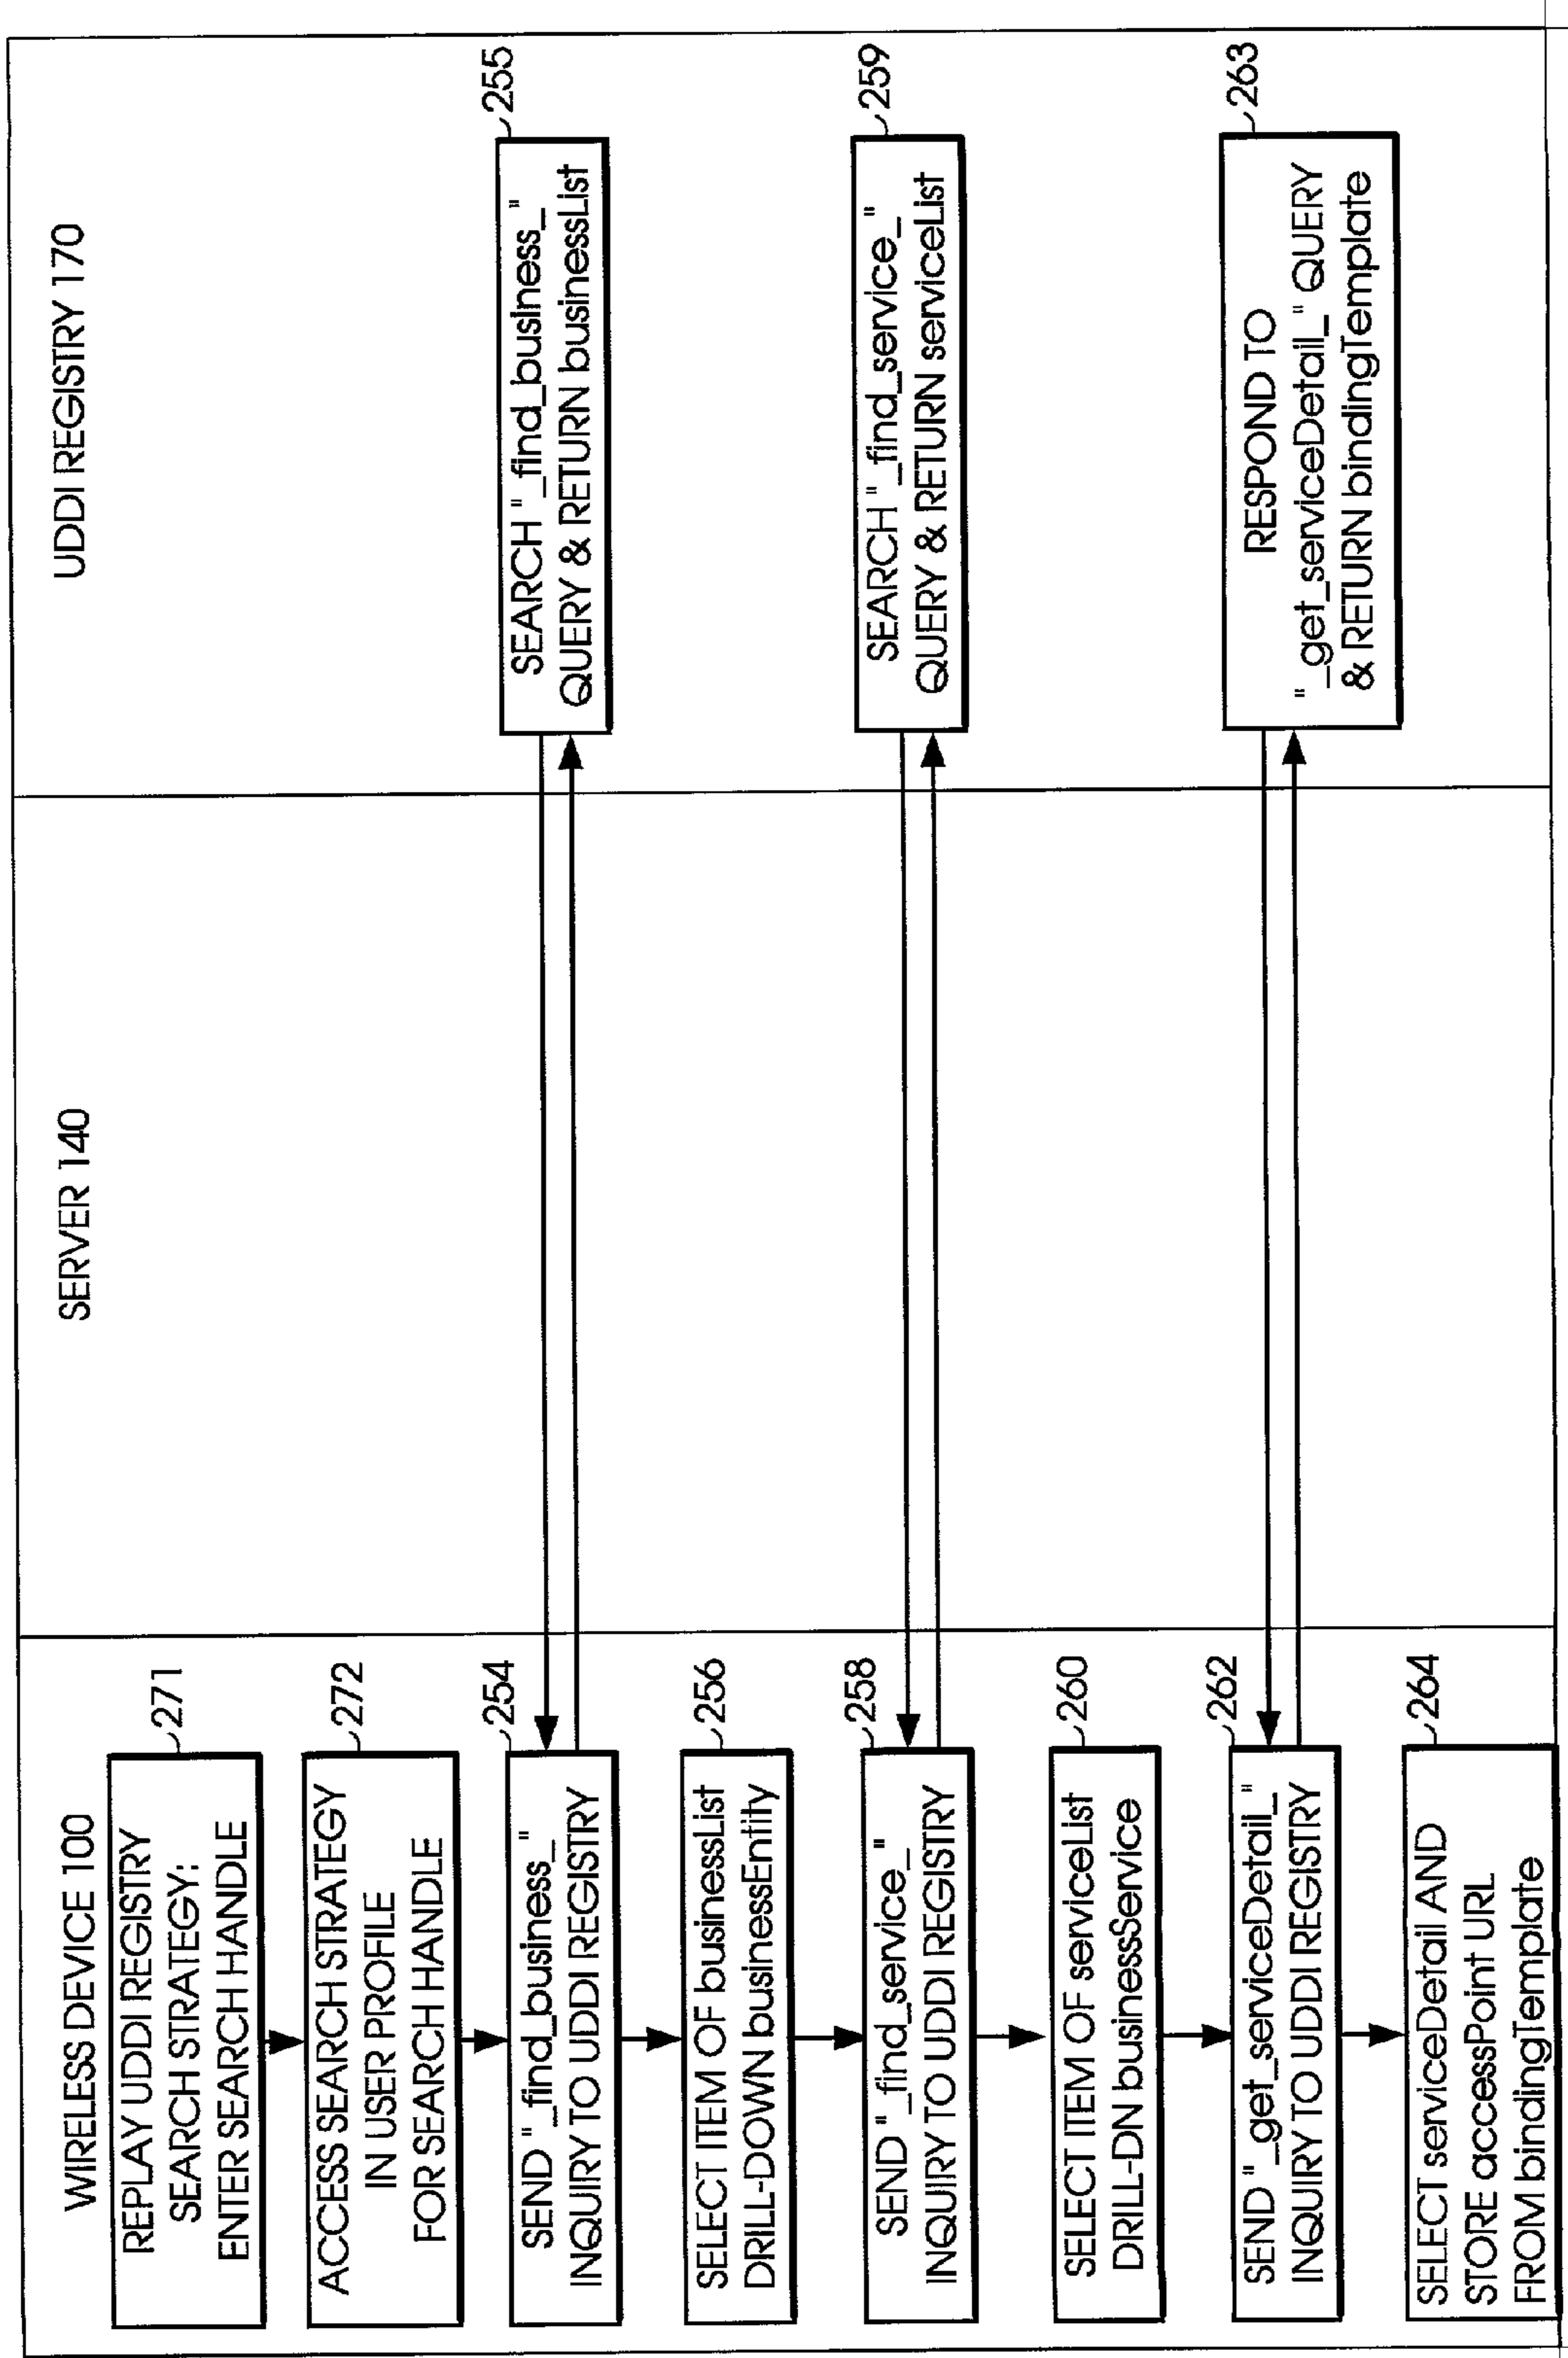 WIRELESS DEVICE 100
REPLAY UDDI REGISTRY
SEARCH STRATEGY:
ENTER SEARCH HANDLE
271
ACCESS SEARCH STRATEGY
IN USER PROFILE
FOR SEARCH HANDLE
272
SEND "_find_business_"
INQUIRY TO UDDI REGISTRY
254
SELECT ITEM OF businessList
DRILL-DOWN businessEntity
256
SEND "_find_service_"
INQUIRY TO UDDI REGISTRY
258
SELECT ITEM OF serviceList
DRILL-DN businessService
260
SEND "_get_serviceDetail_"
INQUIRY TO UDDI REGISTRY
262
SELECT serviceDetail AND
STORE accessPoint URL
FROM bindingTemplate
264
SERVER 140
UDDI REGISTRY 170
SEARCH "_find_business_"
QUERY & RETURN businessList
255
SEARCH "_find_service_"
QUERY & RETURN serviceList
259
RESPOND TO
"_get_serviceDetail_" QUERY
& RETURN bindingTemplate
263